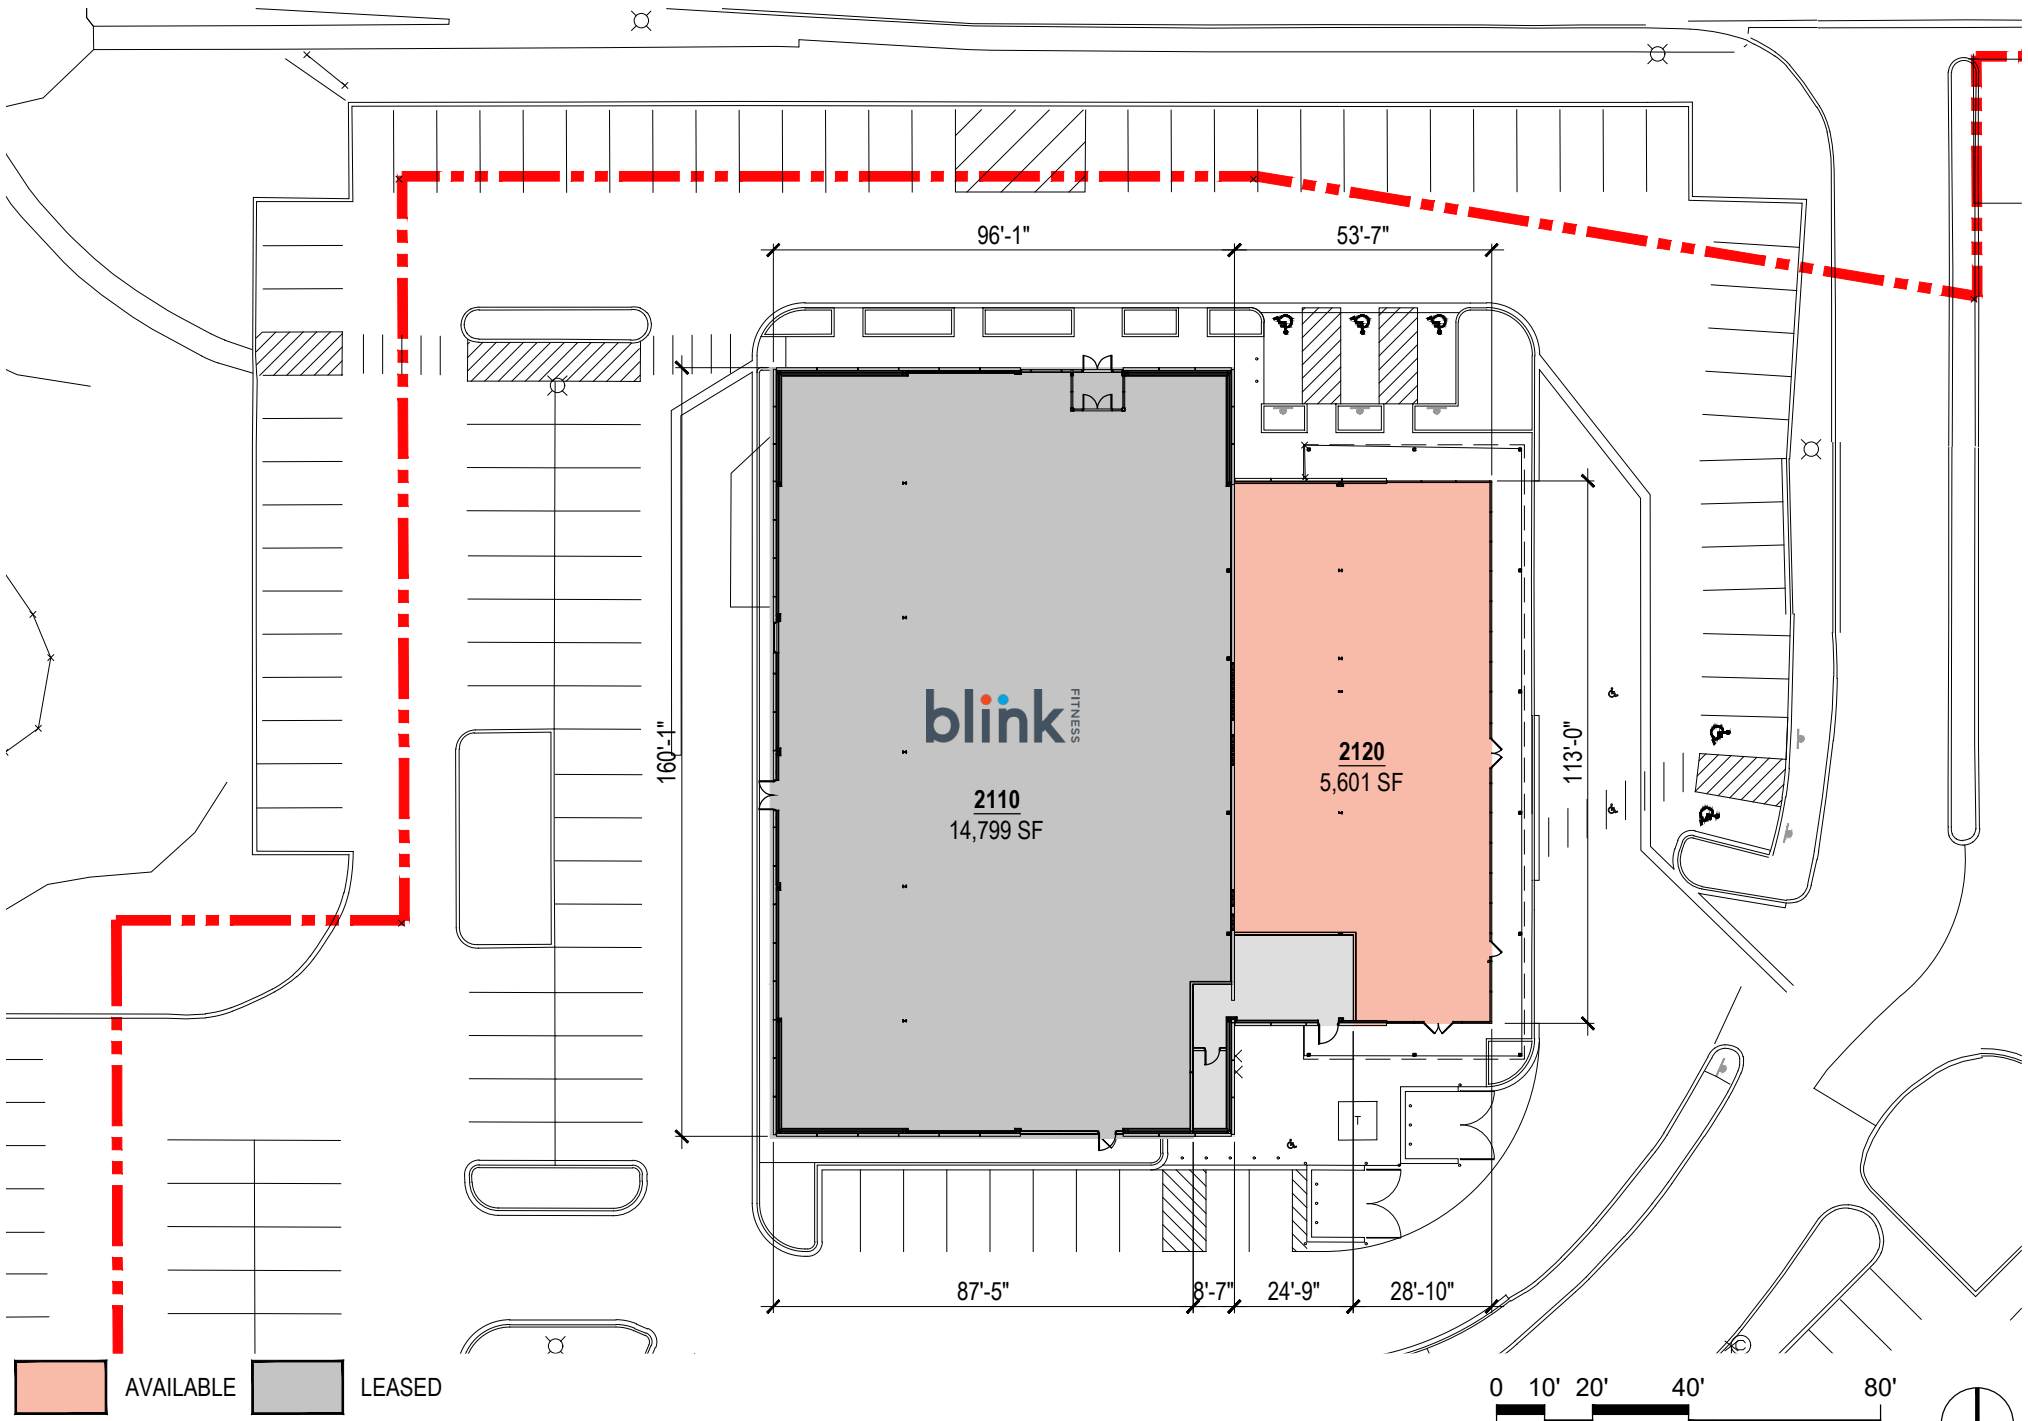 96'-1"
53'-7"
160'-1"
blink
FITNESS
2110
14,799 SF
2120
5,601 SF
113'-0"
T
87'-5"
8'-7"
24'-9"
28'-10"
©
AVAILABLE
LEASED
0 10' 20' 40' 80'